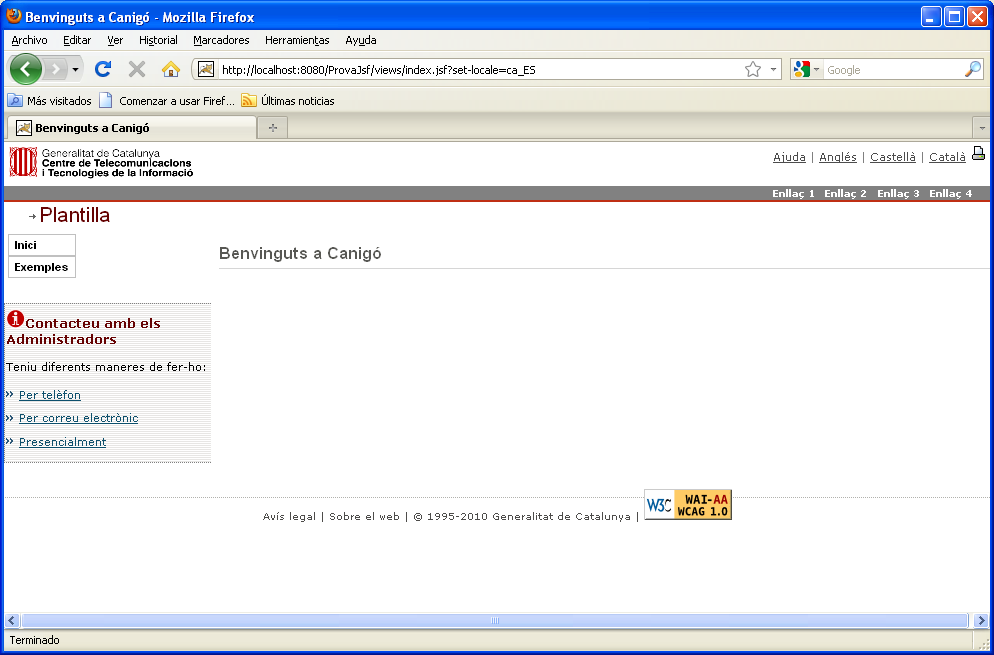 Benvinguts a Canigó - Mozilla Firefox
Archivo Editar Ver Historial Marcadores Herramientas Ayuda
http://localhost:8080/ProvaJsf/views/index.jsf?set-locale=ca_ES
Google
Más visitados Comenzar a usar Firef... Últimas noticias
Benvinguts a Canigó
Generalitat de Catalunya
Centre de Telecomunicacions
i Tecnologies de la Informació
Ajuda | Anglés | Castellà | Català
Enllaç 1 Enllaç 2 Enllaç 3 Enllaç 4
Plantilla
Inici
Exemples
Benvinguts a Canigó
Contacteu amb els
Administradors
Teniu diferents maneres de fer-ho:
» Per telèfon
» Per correu electrònic
» Presencialment
Avís legal | Sobre el web | © 1995-2010 Generalitat de Catalunya |
W3C WAI-AA
WCAG 1.0
Terminado